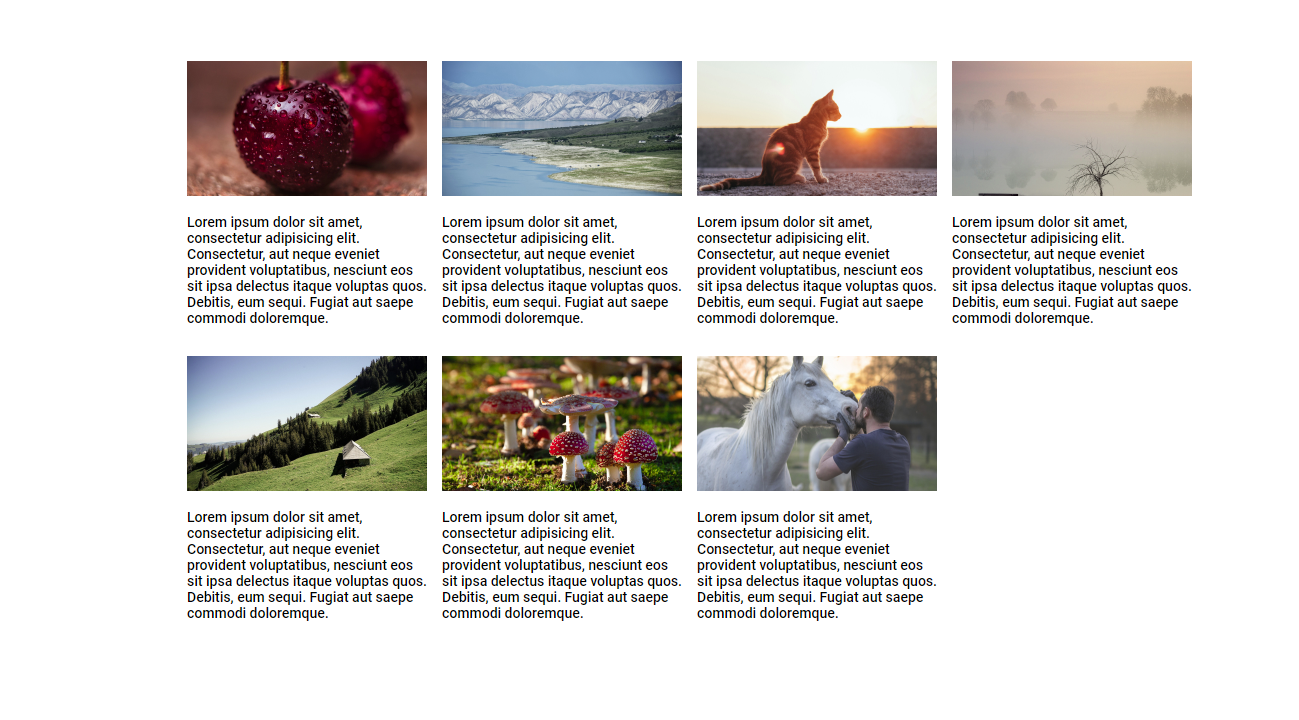 Lorem ipsum dolor sit amet,
consectetur adipisicing elit.
Consectetur, aut neque eveniet
provident voluptatibus, nesciunt eos
sit ipsa delectus itaque voluptas quos.
Debitis, eum sequi. Fugiat aut saepe
commodi doloremque.
Lorem ipsum dolor sit amet,
consectetur adipisicing elit.
Consectetur, aut neque eveniet
provident voluptatibus, nesciunt eos
sit ipsa delectus itaque voluptas quos.
Debitis, eum sequi. Fugiat aut saepe
commodi doloremque.
Lorem ipsum dolor sit amet,
consectetur adipisicing elit.
Consectetur, aut neque eveniet
provident voluptatibus, nesciunt eos
sit ipsa delectus itaque voluptas quos.
Debitis, eum sequi. Fugiat aut saepe
commodi doloremque.
Lorem ipsum dolor sit amet,
consectetur adipisicing elit.
Consectetur, aut neque eveniet
provident voluptatibus, nesciunt eos
sit ipsa delectus itaque voluptas quos.
Debitis, eum sequi. Fugiat aut saepe
commodi doloremque.
Lorem ipsum dolor sit amet,
consectetur adipisicing elit.
Consectetur, aut neque eveniet
provident voluptatibus, nesciunt eos
sit ipsa delectus itaque voluptas quos.
Debitis, eum sequi. Fugiat aut saepe
commodi doloremque.
Lorem ipsum dolor sit amet,
consectetur adipisicing elit.
Consectetur, aut neque eveniet
provident voluptatibus, nesciunt eos
sit ipsa delectus itaque voluptas quos.
Debitis, eum sequi. Fugiat aut saepe
commodi doloremque.
Lorem ipsum dolor sit amet,
consectetur adipisicing elit.
Consectetur, aut neque eveniet
provident voluptatibus, nesciunt eos
sit ipsa delectus itaque voluptas quos.
Debitis, eum sequi. Fugiat aut saepe
commodi doloremque.